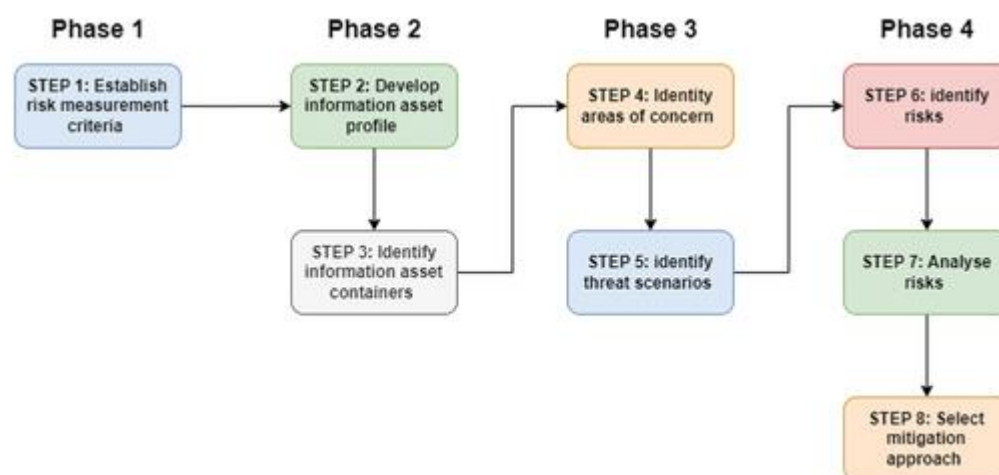 Phase 1
Phase 2
Phase 3
Phase 4
STEP 1: Establish
risk measurement
criteria
STEP 2: Develop
information asset
profile
STEP 4: Identity
areas of concern
STEP 6: identify
risks
STEP 3: Identify
information asset
containers
STEP 5: identify
threat scenarios
STEP 7: Analyse
risks
STEP 8: Select
mitigation
approach